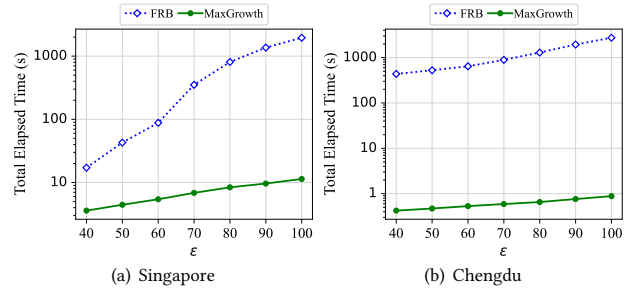 FRB MaxGrowth
Total Elapsed Time (s)
1000
100
10
40 50 60 70 80 90 100
ε
(a) Singapore
FRB MaxGrowth
Total Elapsed Time (s)
1000
100
10
1
40 50 60 70 80 90 100
ε
(b) Chengdu